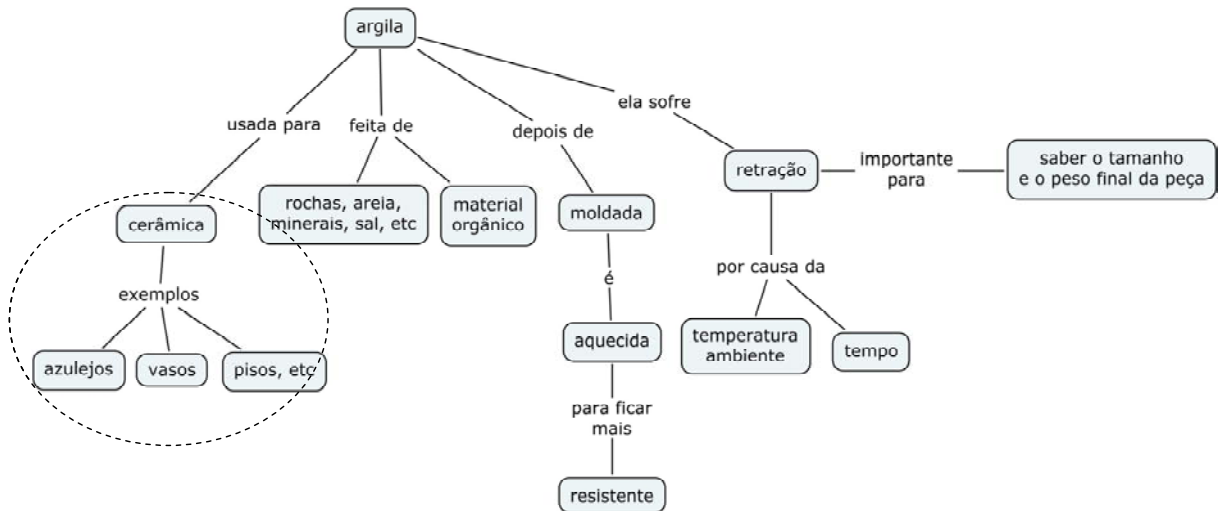 argila
usada para
feita de
depois de
ela sofre
cerâmica
rochas, areia,
minerais, sal, etc
material
orgânico
moldada
retração
importante
para
saber o tamanho
e o peso final da peça
exemplos
azulejos
vasos
pisos, etc
é
aquecida
para ficar
mais
resistente
por causa da
temperatura
ambiente
tempo